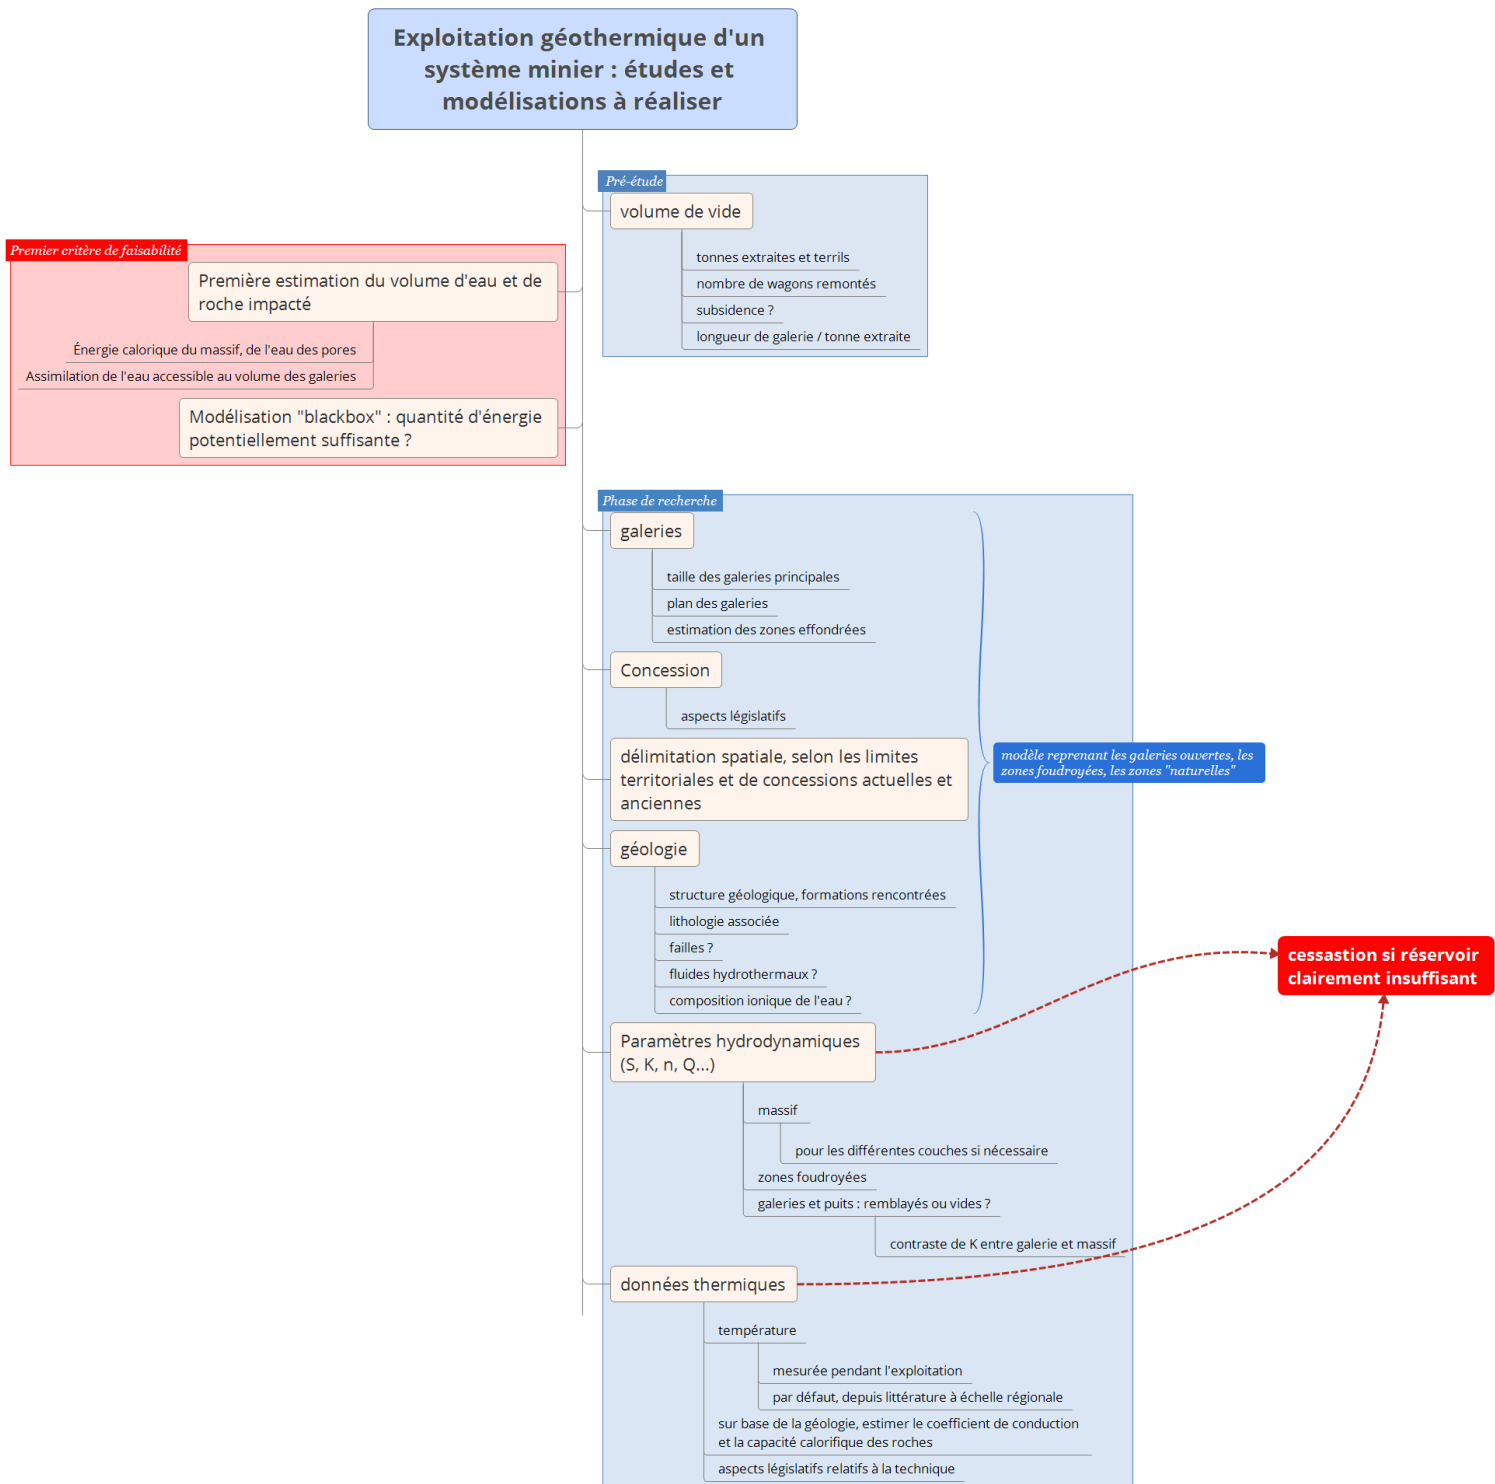 Exploitation géothermique d'un
système minier : études et
modélisations à réaliser
Pré-étude
volume de vide
tonnes extraites et terrils
nombre de wagons remontés
subsidence ?
longueur de galerie / tonne extraite
Premier critère de faisabilité
Première estimation du volume d'eau et de
roche impacté
Énergie calorique du massif, de l'eau des pores
Assimilation de l'eau accessible au volume des galeries
Modélisation "blackbox" : quantité d'énergie
potentiellement suffisante ?
Phase de recherche
galeries
taille des galeries principales
plan des galeries
estimation des zones effondrées
Concession
aspects législatifs
délimitation spatiale, selon les limites
territoriales et de concessions actuelles et
anciennes
modèle reprenant les galeries ouvertes, les
zones foudroyées, les zones "naturelles"
géologie
structure géologique, formations rencontrées
lithologie associée
failles ?
fluides hydrothermaux ?
composition ionique de l'eau ?
cessastion si réservoir
clairement insuffisant
Paramètres hydrodynamiques
(S, K, n, Q...)
massif
pour les différentes couches si nécessaire
zones foudroyées
galeries et puits : remblayés ou vides ?
contraste de K entre galerie et massif
données thermiques
température
mesurée pendant l'exploitation
par défaut, depuis littérature à échelle régionale
sur base de la géologie, estimer le coefficient de conduction
et la capacité calorifique des roches
aspects législatifs relatifs à la technique